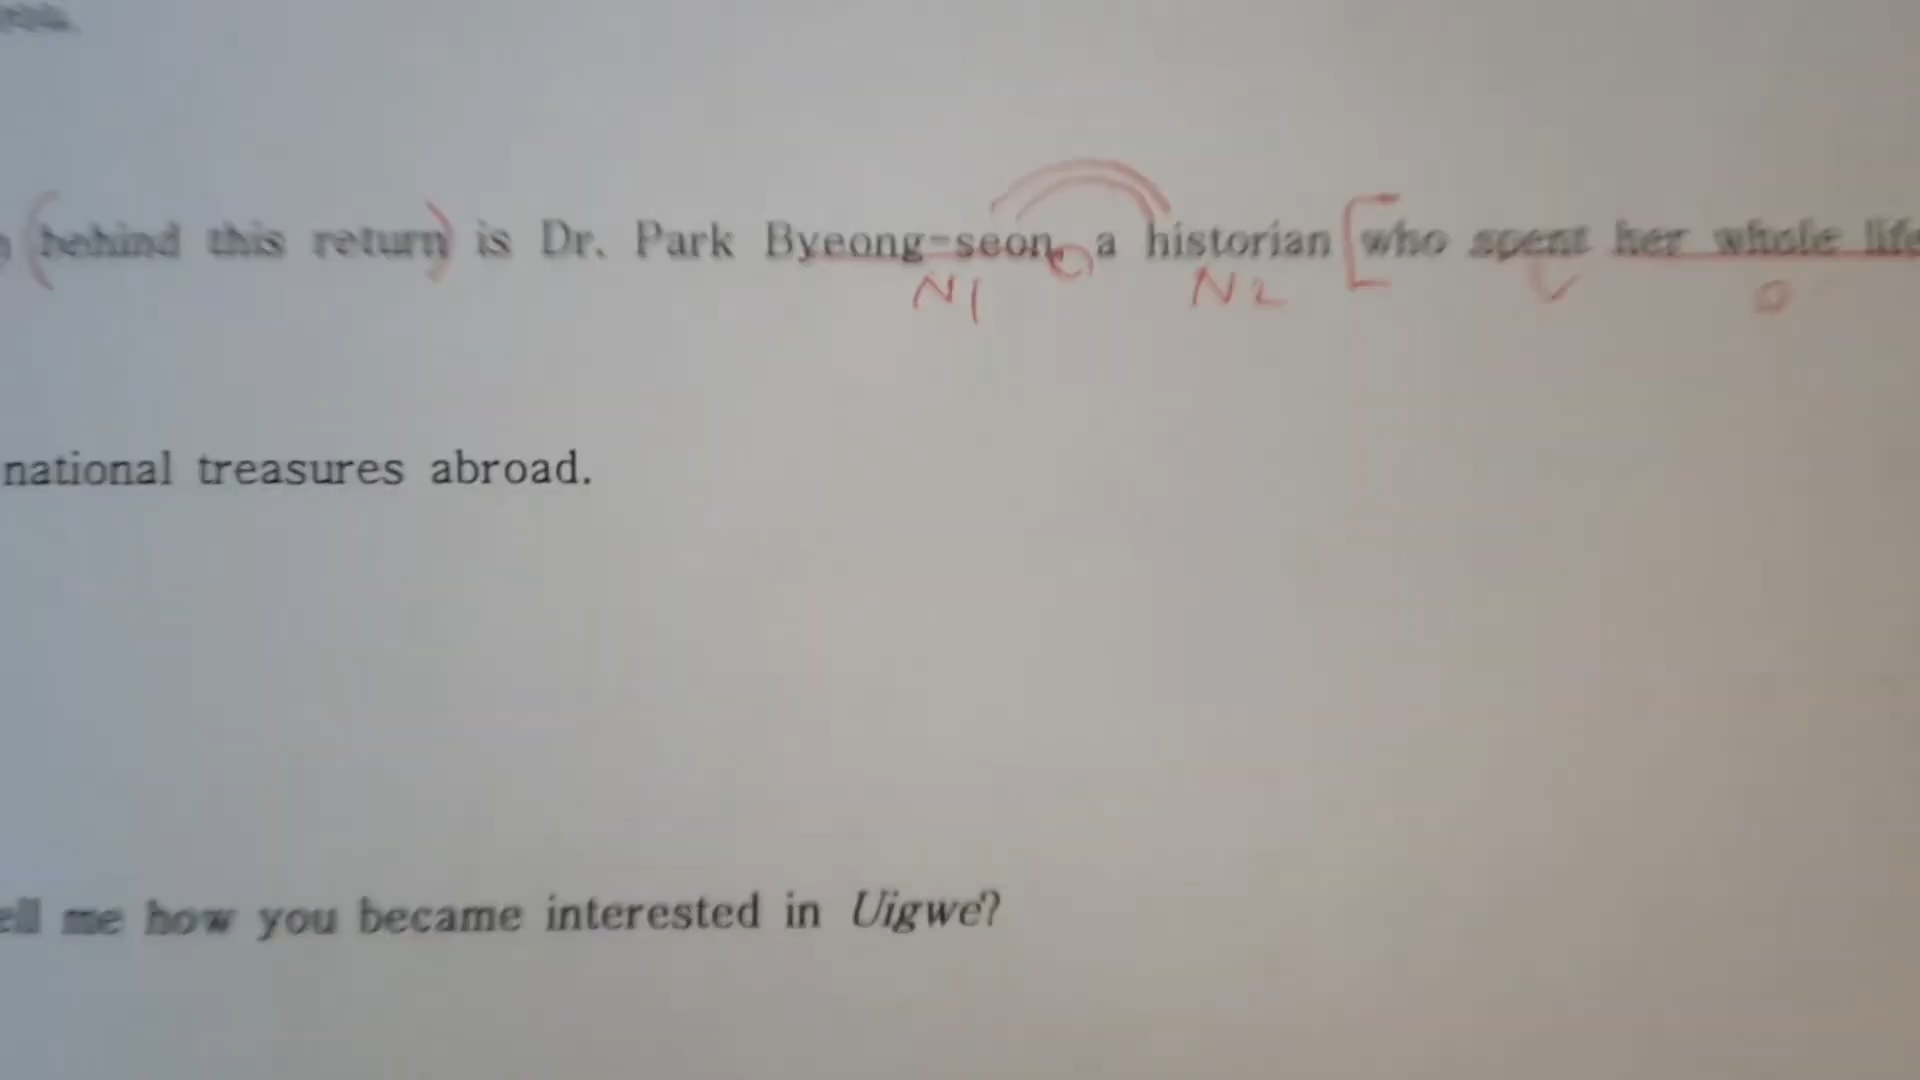 behind this return is Dr. Park Byeong-seon, a historian who spent her whole life
N1 N2 V O
national treasures abroad.
me how you became interested in Uigwe?